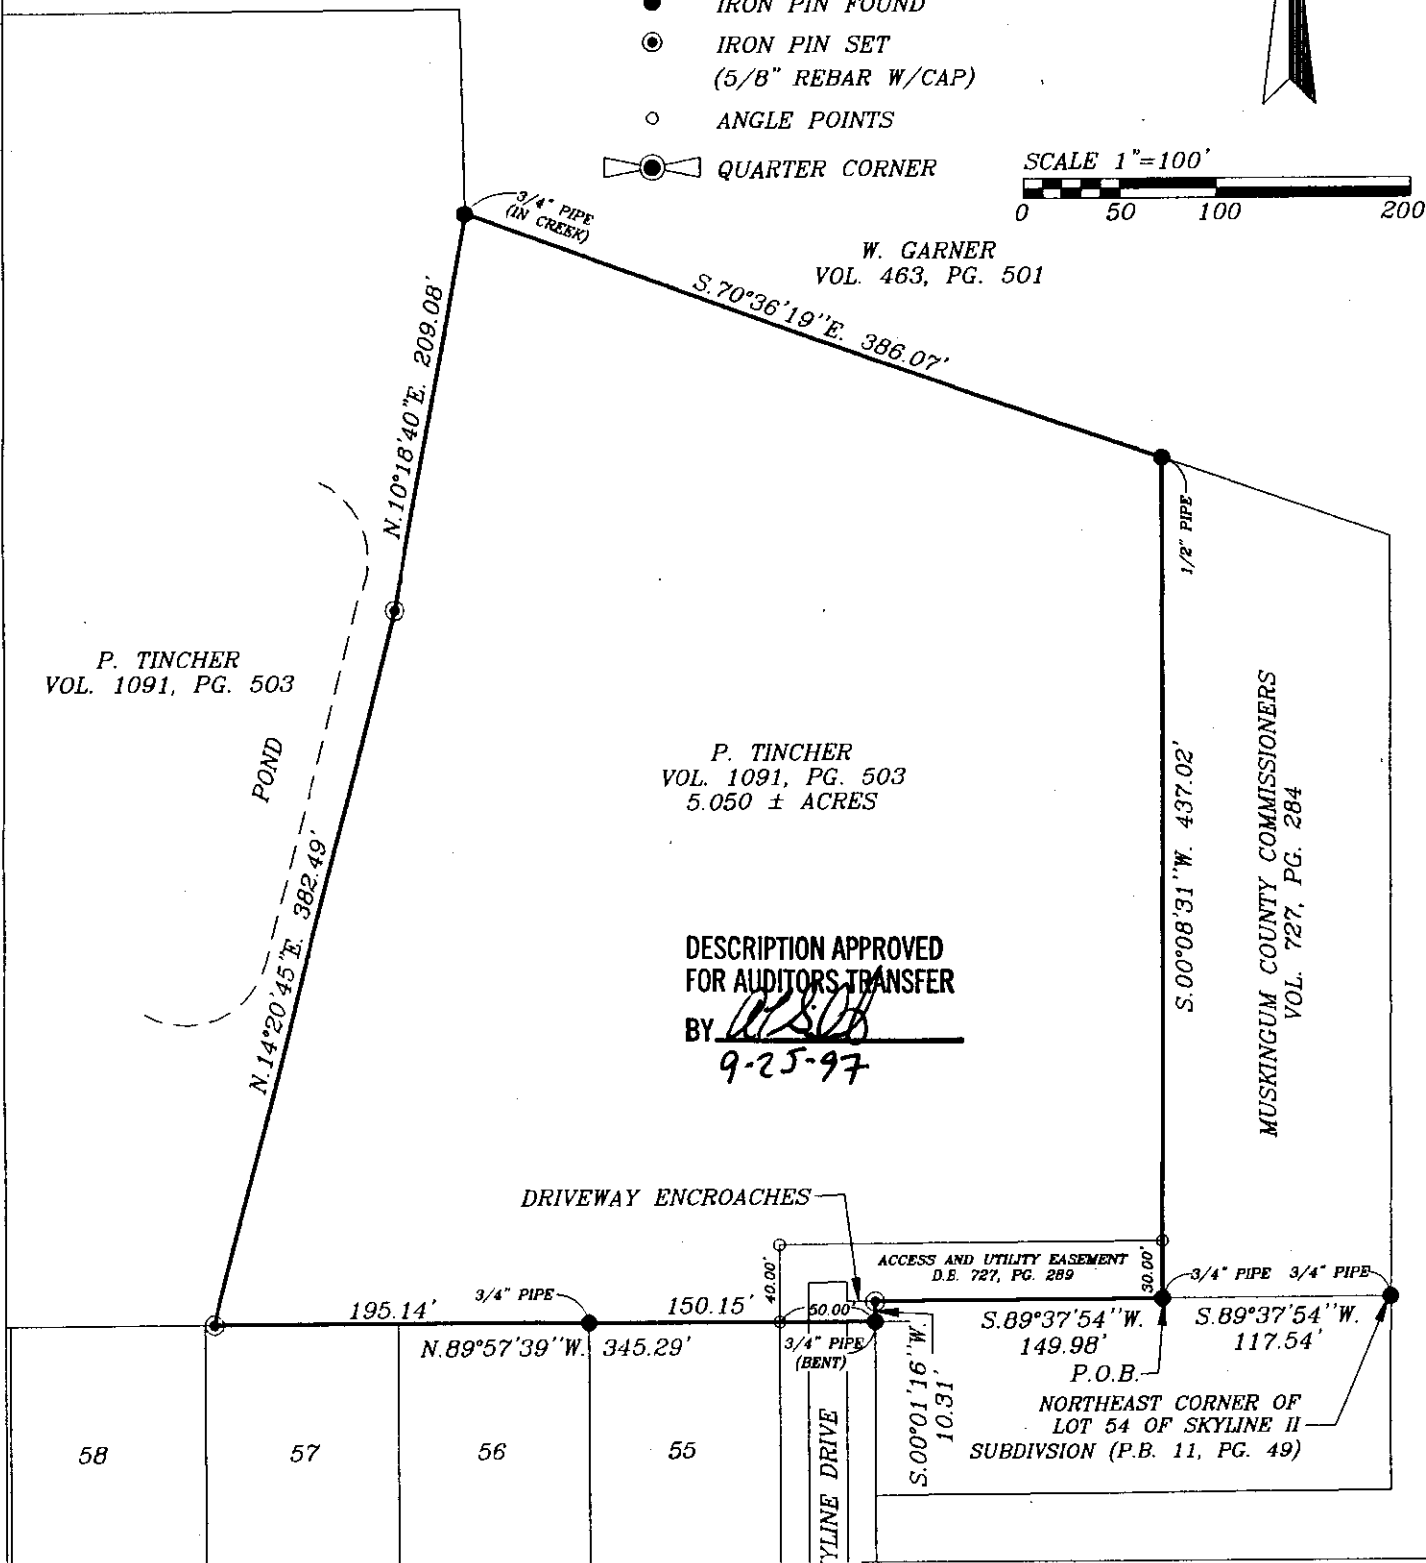 IRON PIN FOUND
IRON PIN SET
(5/8" REBAR W/CAP)
ANGLE POINTS
QUARTER CORNER
SCALE 1"=100'
0 50 100 200
3/4" PIPE
(IN CREEK)
W. GARNER
VOL. 463, PG. 501
S.70°36'19"E. 386.07'
N.10°18'40"E. 209.08'
1/2" PIPE
P. TINCHER
VOL. 1091, PG. 503
POND
P. TINCHER
VOL. 1091, PG. 503
5.050 ± ACRES
S.00°08'31"W. 437.02'
MUSKINGUM COUNTY COMMISSIONERS
VOL. 727, PG. 284
N.14°20'45"E. 382.49'
DESCRIPTION APPROVED
FOR AUDITORS TRANSFER
BY
9-25-97
DRIVEWAY ENCROACHES
ACCESS AND UTILITY EASEMENT
D.B. 727, PG. 289
40.00'
30.00'
3/4" PIPE 3/4" PIPE
195.14'
3/4" PIPE
150.15'
50.00'
N.89°57'39"W. 345.29'
3/4" PIPE
(BENT)
S.00°01'16"W.
10.31'
S.89°37'54"W.
149.98'
S.89°37'54"W.
117.54'
P.O.B.
NORTHEAST CORNER OF
LOT 54 OF SKYLINE II
SUBDIVSION (P.B. 11, PG. 49)
58
57
56
55
YLINE DRIVE